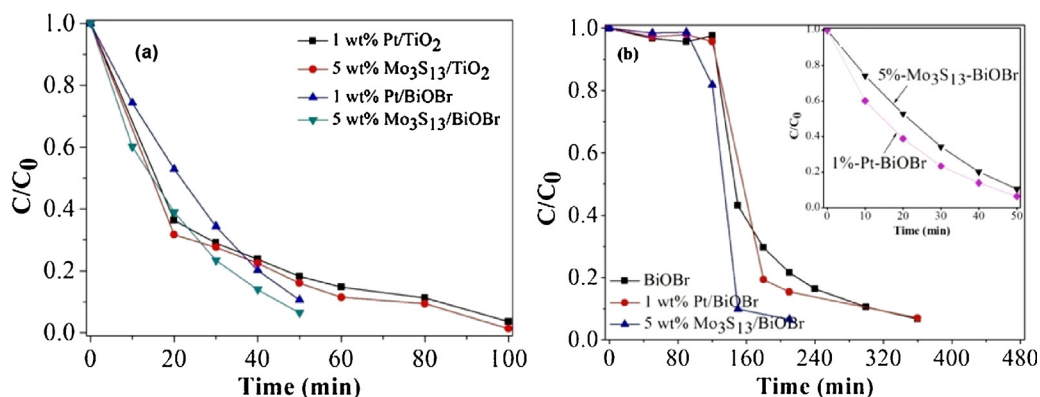 (a)
1 wt% Pt/TiO2
5 wt% Mo3S13/TiO2
1 wt% Pt/BiOBr
5 wt% Mo3S13/BiOBr
C/C0
1.0
0.8
0.6
0.4
0.2
0.0
0 20 40 60 80 100
Time (min)
(b)
BiOBr
1 wt% Pt/BiOBr
5 wt% Mo3S13/BiOBr
C/C0
1.0
0.8
0.6
0.4
0.2
0.0
0 80 160 240 320 400 480
Time (min)
5%-Mo3S13-BiOBr
1%-Pt-BiOBr
C/C0
1.0
0.8
0.6
0.4
0.2
0.0
0 10 20 30 40 50
Time (min)